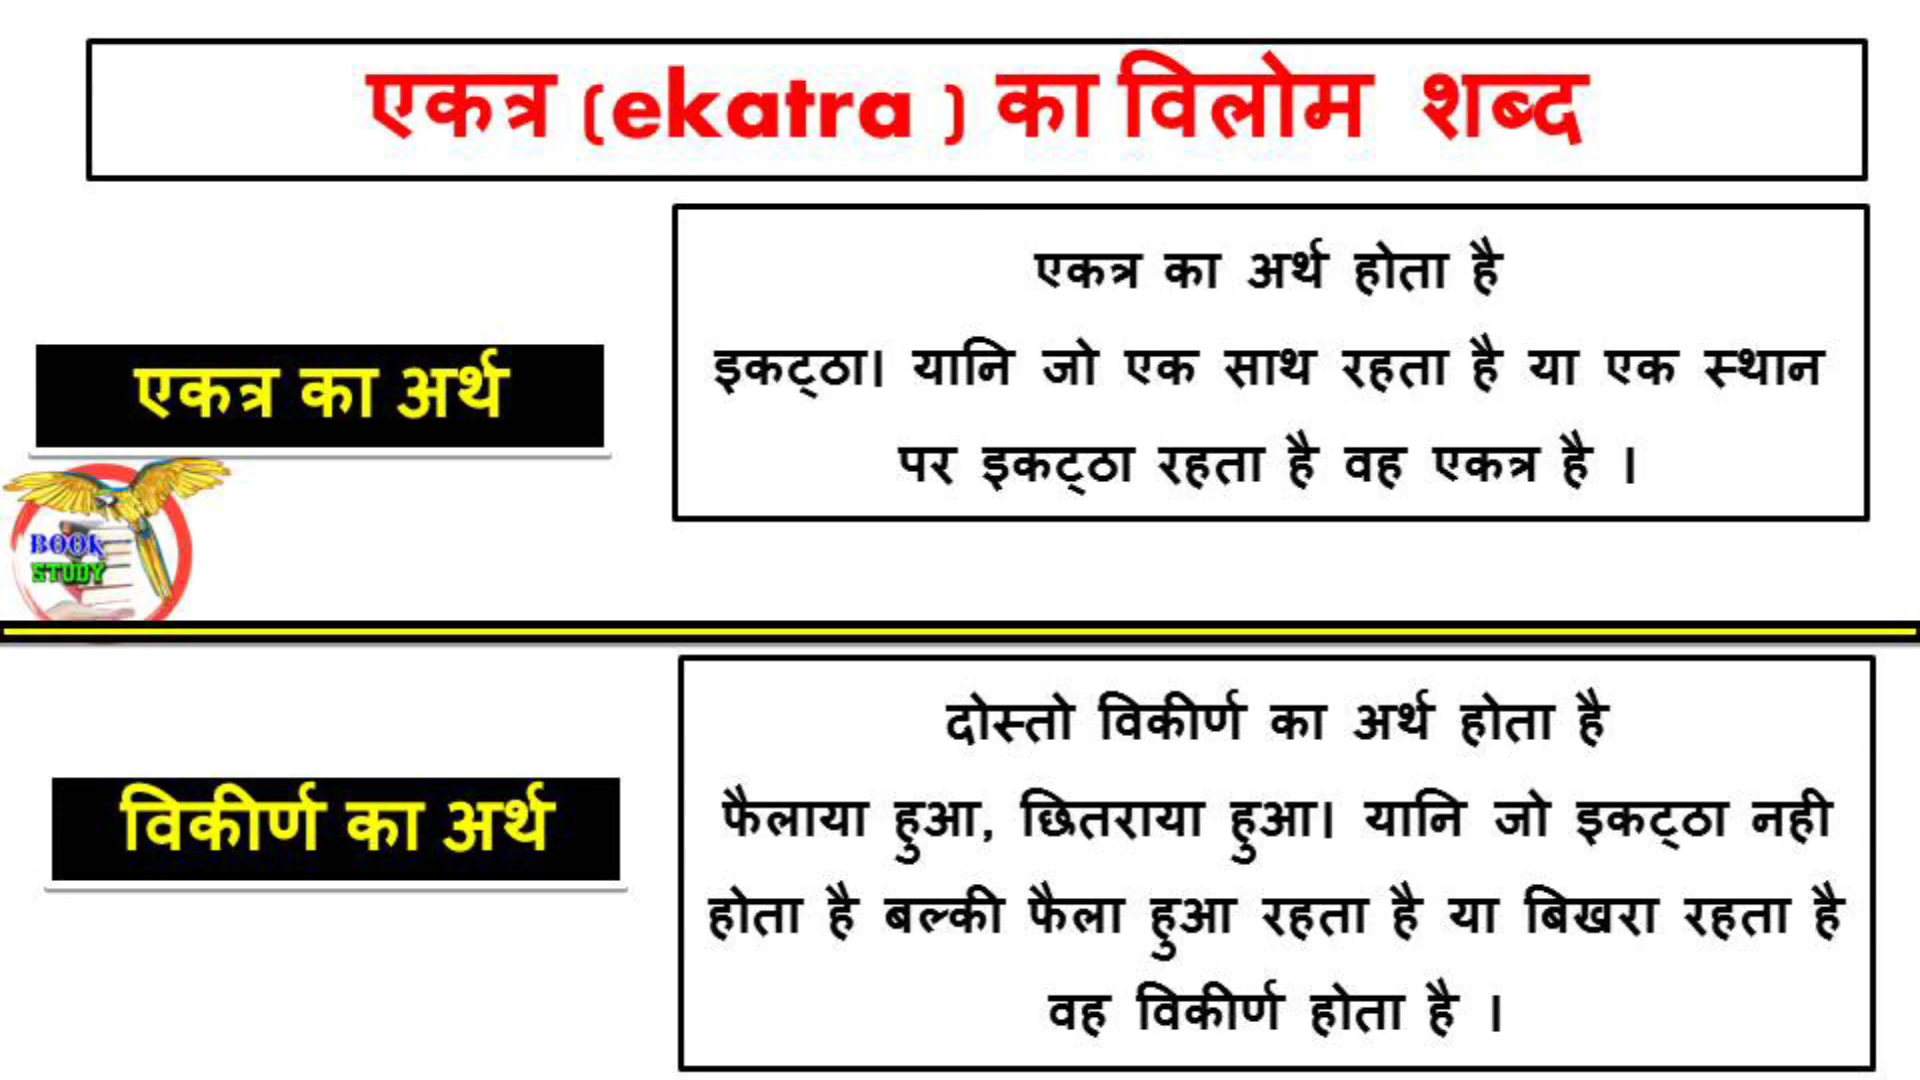 एकत्र (ekatra ) का विलोम शब्द
एकत्र का अर्थ होता है
इकट्ठा। यानि जो एक साथ रहता है या एक स्थान
पर इकट्ठा रहता है वह एकत्र है ।
एकत्र का अर्थ
BOOK
STUDY
दोस्तो विकीर्ण का अर्थ होता है
फैलाया हुआ, छितराया हुआ। यानि जो इकट्ठा नही
होता है बल्की फैला हुआ रहता है या बिखरा रहता है
वह विकीर्ण होता है ।
विकीर्ण का अर्थ